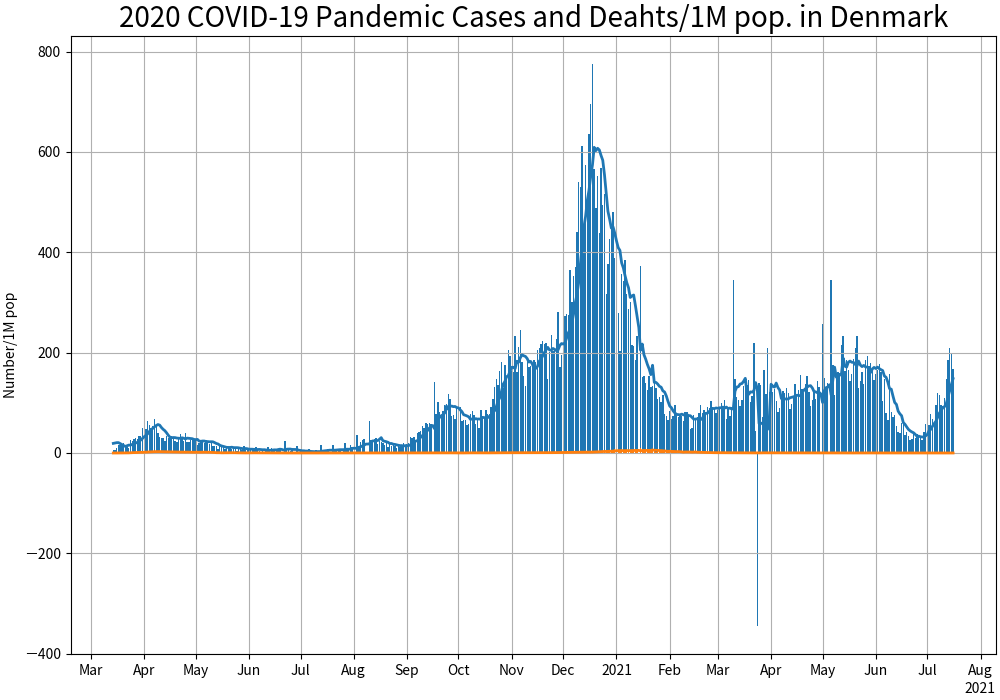 2020 COVID-19 Pandemic Cases and Deahts/1M pop. in Denmark
800
600
400
200
0
−200
−400
Number/1M pop
Mar Apr May Jun Jul Aug Sep Oct Nov Dec 2021 Feb Mar Apr May Jun Jul Aug
2021